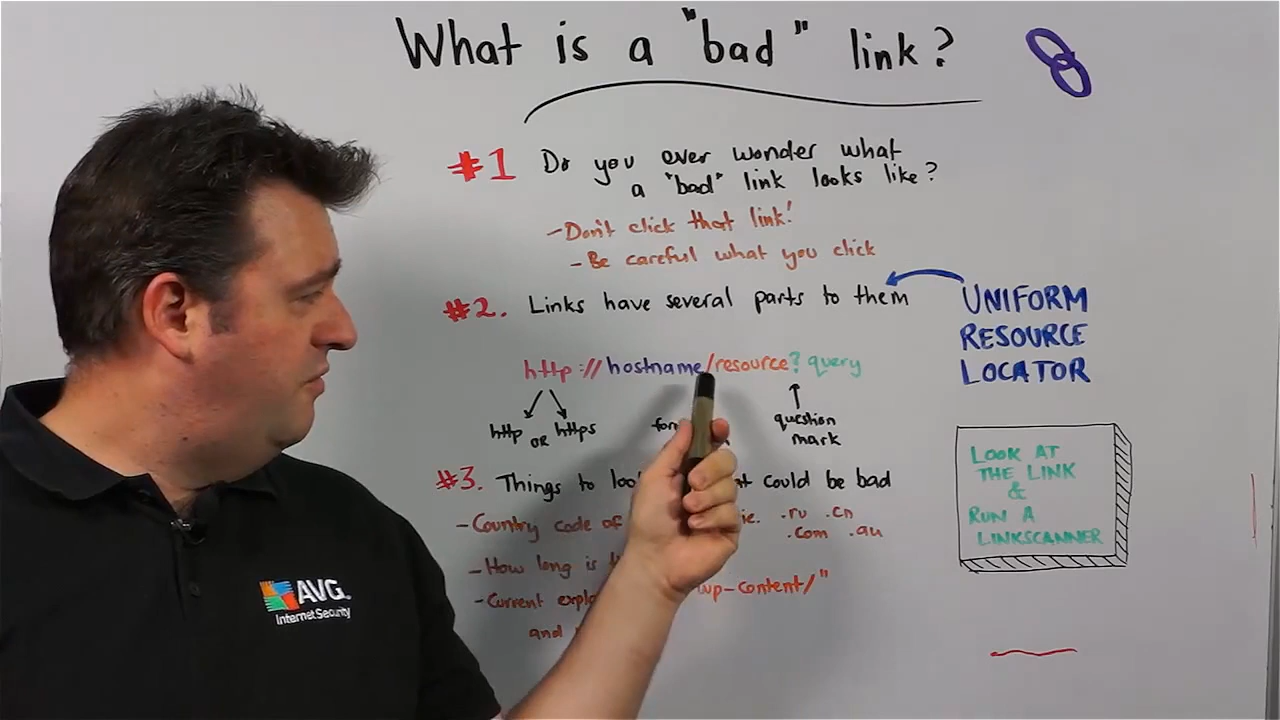 What is a "bad" link?
#1 Do you ever wonder what
a "bad" link looks like?
- Don't click that link!
- Be careful what you click
#2. Links have several parts to them
UNIFORM
RESOURCE
LOCATOR
http://hostname/resource?query
http OR https
question
mark
#3. Things to could be bad
- Country code of ie. .ru .cn
.com .au
- How long is
- Current wp-content/"
and
LOOK AT
THE LINK
&
RUN A
LINKSCANNER
AVG
Internet Security